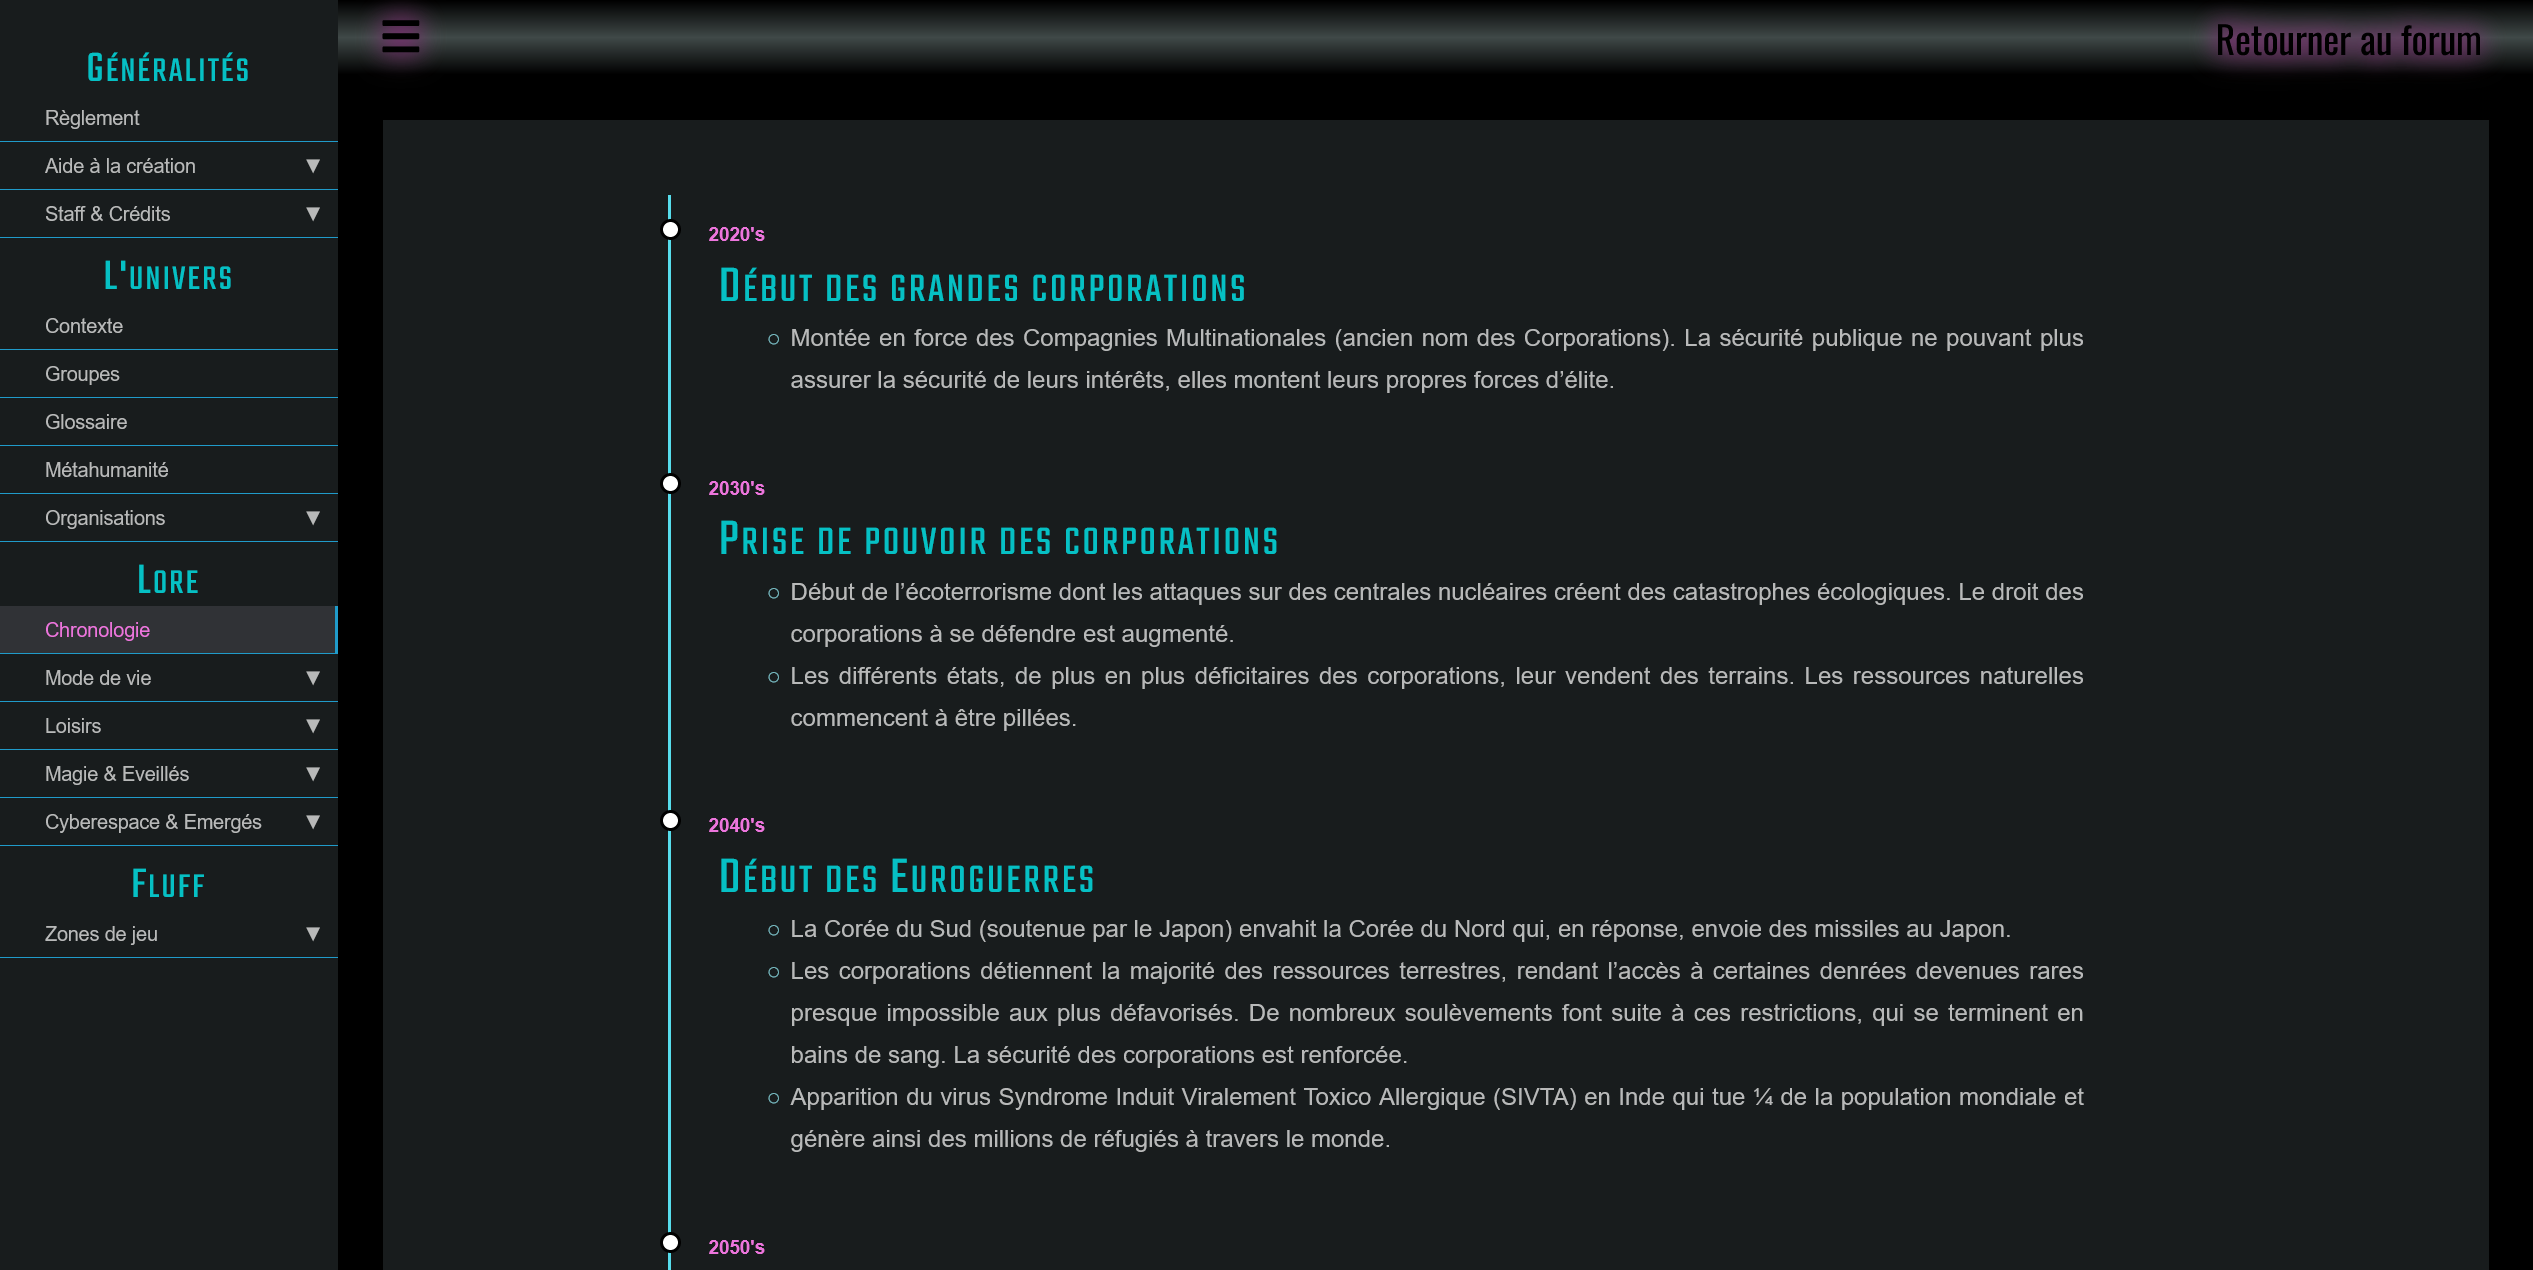 Généralités
Règlement
Aide à la création ▼
Staff & Crédits ▼
L'univers
Contexte
Groupes
Glossaire
Métahumanité
Organisations ▼
Lore
Chronologie
Mode de vie ▼
Loisirs ▼
Magie & Eveillés ▼
Cyberespace & Emergés ▼
Fluff
Zones de jeu ▼
Retourner au forum
2020's
Début des grandes corporations
Montée en force des Compagnies Multinationales (ancien nom des Corporations). La sécurité publique ne pouvant plus
assurer la sécurité de leurs intérêts, elles montent leurs propres forces d’élite.
2030's
Prise de pouvoir des corporations
Début de l’écoterrorisme dont les attaques sur des centrales nucléaires créent des catastrophes écologiques. Le droit des
corporations à se défendre est augmenté.
Les différents états, de plus en plus déficitaires des corporations, leur vendent des terrains. Les ressources naturelles
commencent à être pillées.
2040's
Début des Euroguerres
La Corée du Sud (soutenue par le Japon) envahit la Corée du Nord qui, en réponse, envoie des missiles au Japon.
Les corporations détiennent la majorité des ressources terrestres, rendant l’accès à certaines denrées devenues rares
presque impossible aux plus défavorisés. De nombreux soulèvements font suite à ces restrictions, qui se terminent en
bains de sang. La sécurité des corporations est renforcée.
Apparition du virus Syndrome Induit Viralement Toxico Allergique (SIVTA) en Inde qui tue ¼ de la population mondiale et
génère ainsi des millions de réfugiés à travers le monde.
2050's